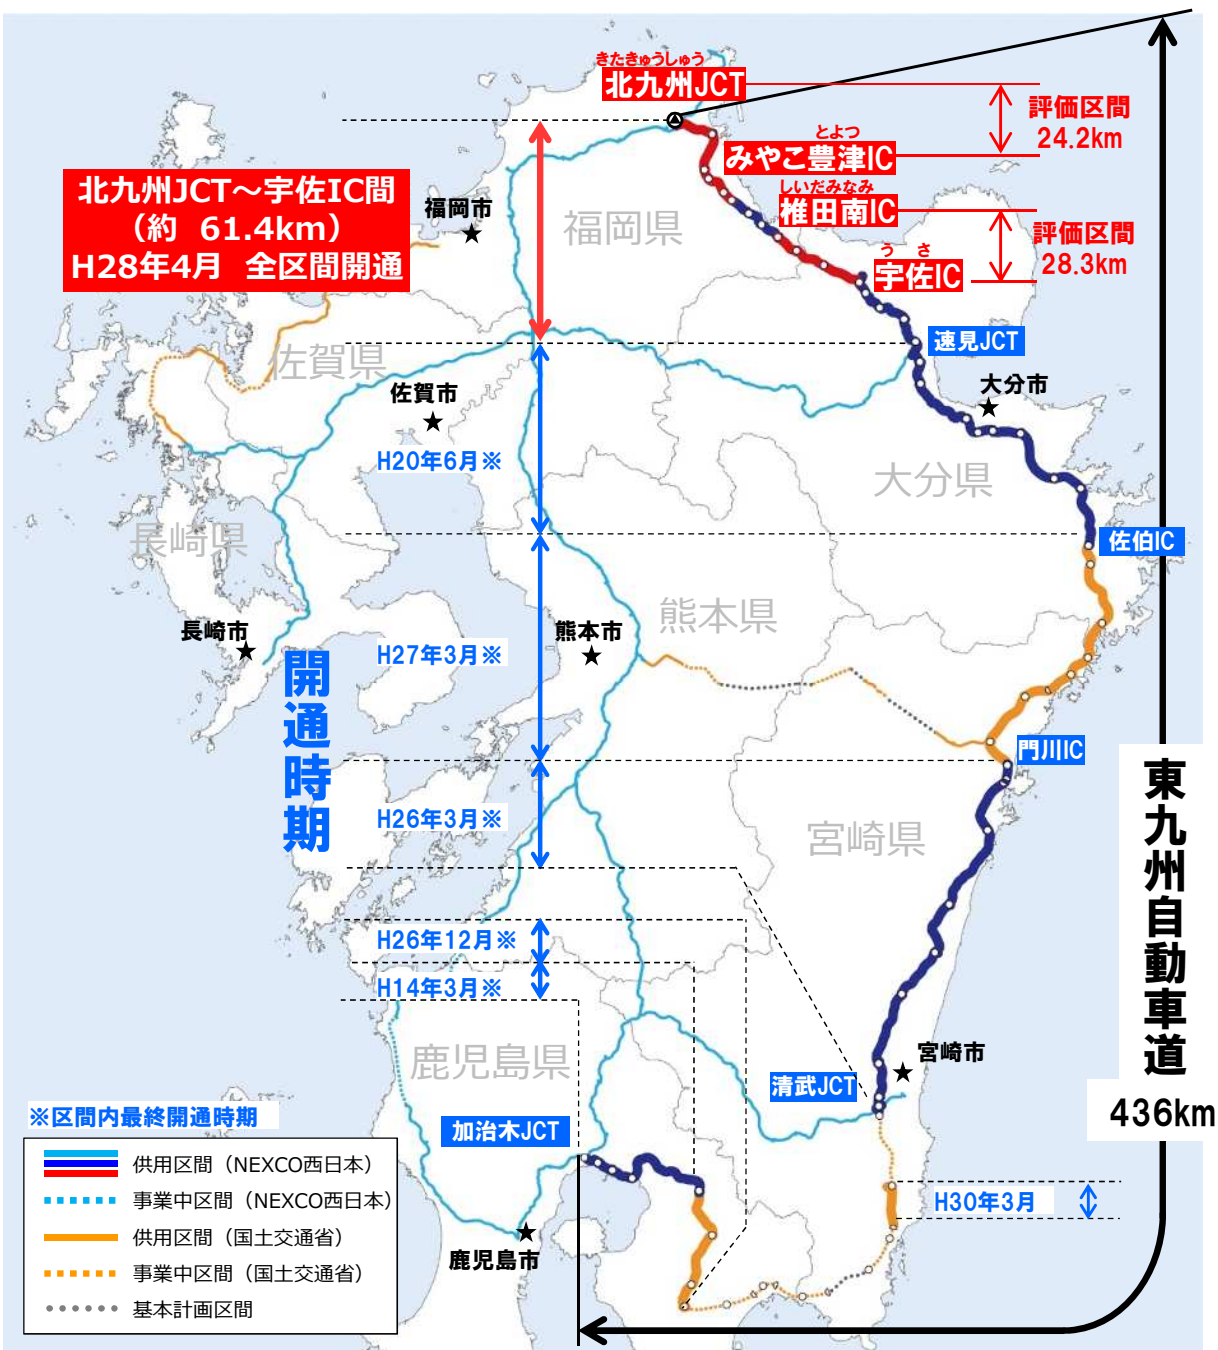 きたきゅうしゅう
北九州JCT
評価区間
24.2km
とよつ
みやこ豊津IC
しいだみなみ
椎田南IC
評価区間
28.3km
うさ
宇佐IC
北九州JCT～宇佐IC間
（約 61.4km）
H28年4月 全区間開通
福岡市
福岡県
速見JCT
佐賀県
佐賀市
大分市
H20年6月※
大分県
長崎県
佐伯IC
熊本県
長崎市
熊本市
H27年3月※
開通時期
門川IC
東九州自動車道
436km
H26年3月※
宮崎県
H26年12月※
H14年3月※
鹿児島県
宮崎市
清武JCT
加治木JCT
※区間内最終開通時期
供用区間（NEXCO西日本）
事業中区間（NEXCO西日本）
供用区間（国土交通省）
事業中区間（国土交通省）
基本計画区間
H30年3月
鹿児島市